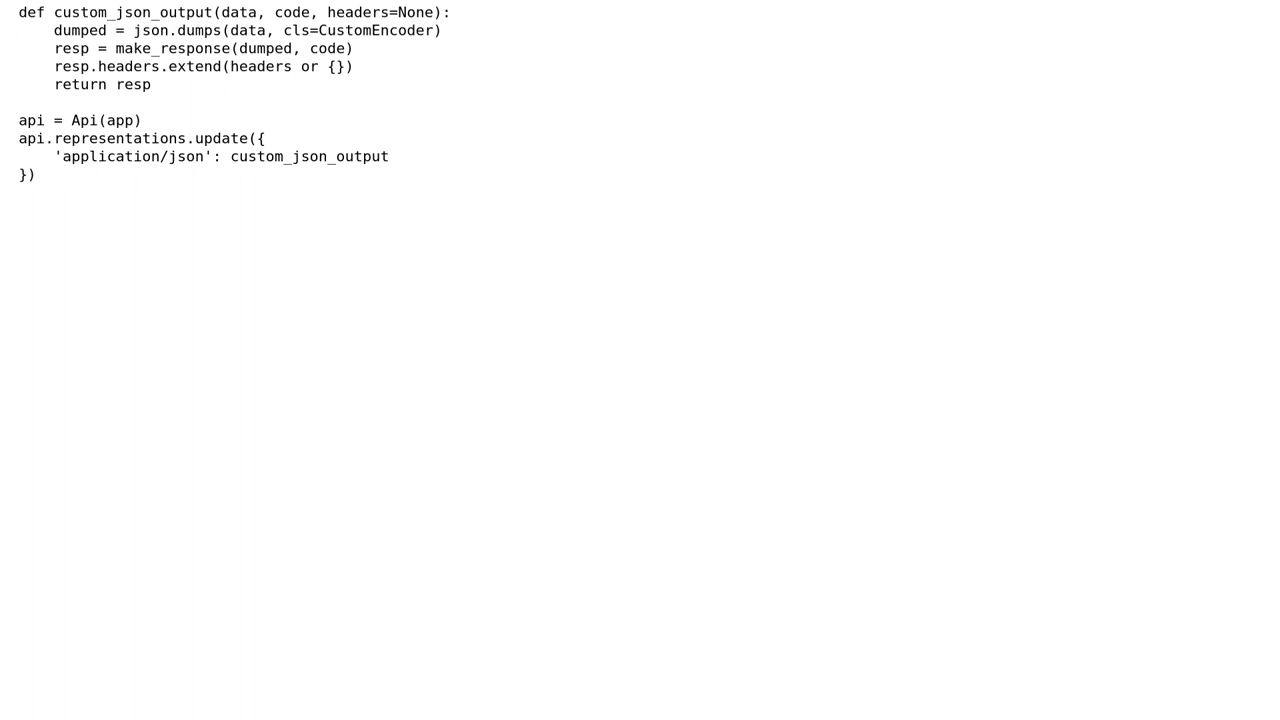 def custom_json_output(data, code, headers=None):
    dumped = json.dumps(data, cls=CustomEncoder)
    resp = make_response(dumped, code)
    resp.headers.extend(headers or {})
    return resp

api = Api(app)
api.representations.update({
    'application/json': custom_json_output
})